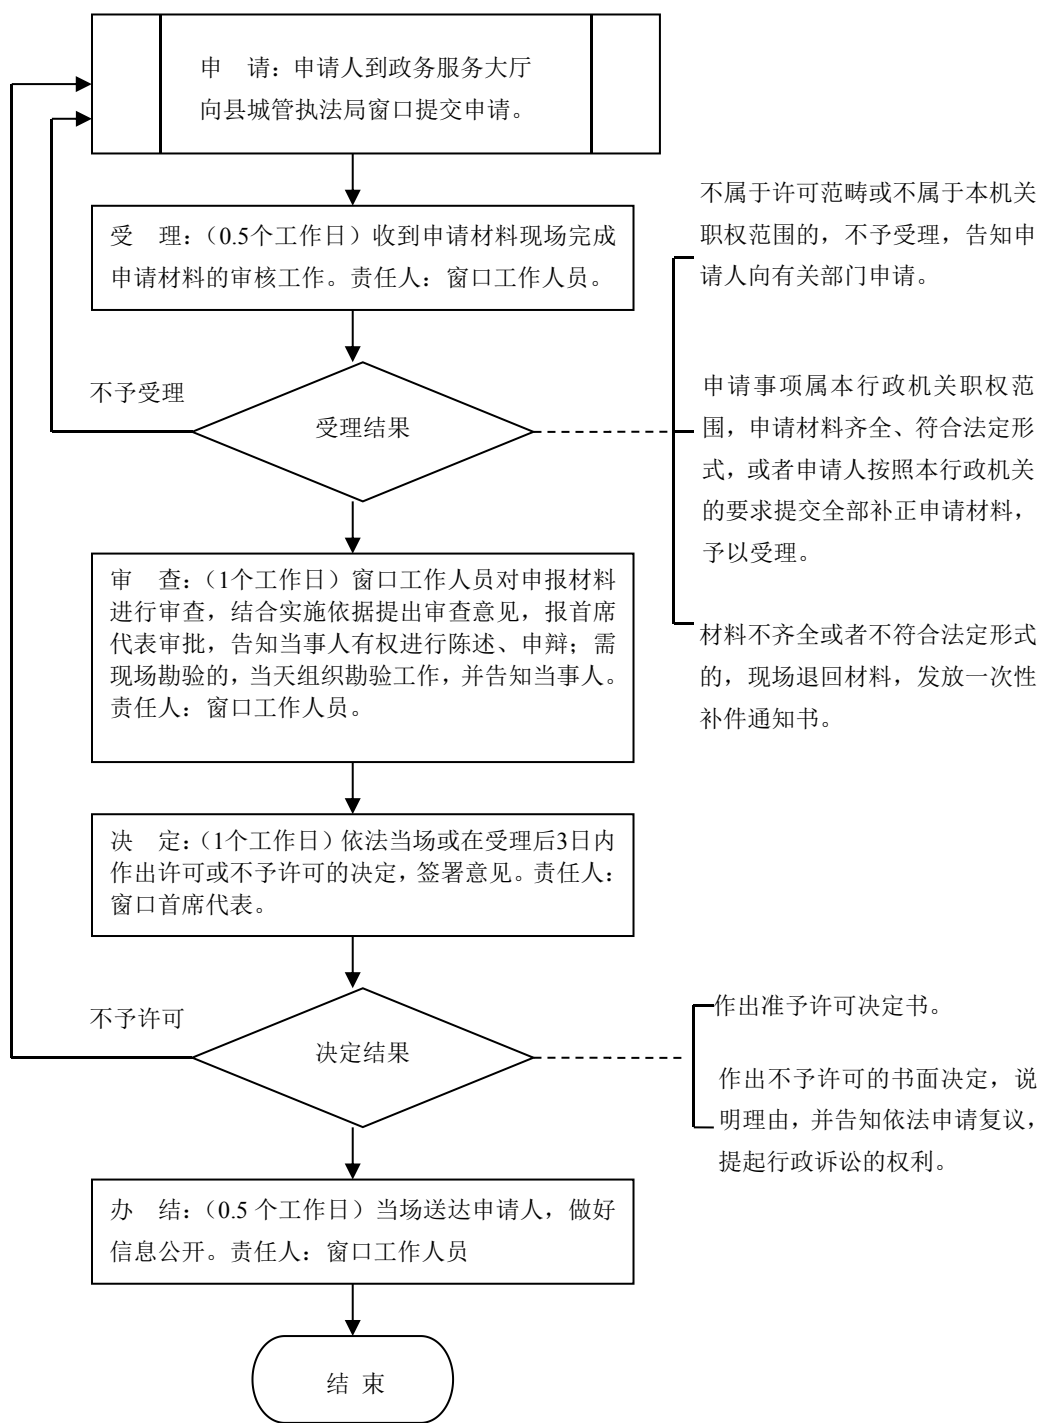 申　请：申请人到政务服务大厅
向县城管执法局窗口提交申请。
受　理：（0.5个工作日）收到申请材料现场完成
申请材料的审核工作。责任人：窗口工作人员。
不属于许可范畴或不属于本机关
职权范围的，不予受理，告知申
请人向有关部门申请。
不予受理
受理结果
申请事项属本行政机关职权范
围，申请材料齐全、符合法定形
式，或者申请人按照本行政机关
的要求提交全部补正申请材料，
予以受理。
材料不齐全或者不符合法定形式
的，现场退回材料，发放一次性
补件通知书。
审　查：（1个工作日）窗口工作人员对申报材料
进行审查，结合实施依据提出审查意见，报首席
代表审批，告知当事人有权进行陈述、申辩；需
现场勘验的，当天组织勘验工作，并告知当事人。
责任人：窗口工作人员。
决　定：（1个工作日）依法当场或在受理后3日内
作出许可或不予许可的决定，签署意见。责任人：
窗口首席代表。
不予许可
决定结果
作出准予许可决定书。
作出不予许可的书面决定，说
明理由，并告知依法申请复议，
提起行政诉讼的权利。
办　结：（0.5 个工作日）当场送达申请人，做好
信息公开。责任人：窗口工作人员
结 束